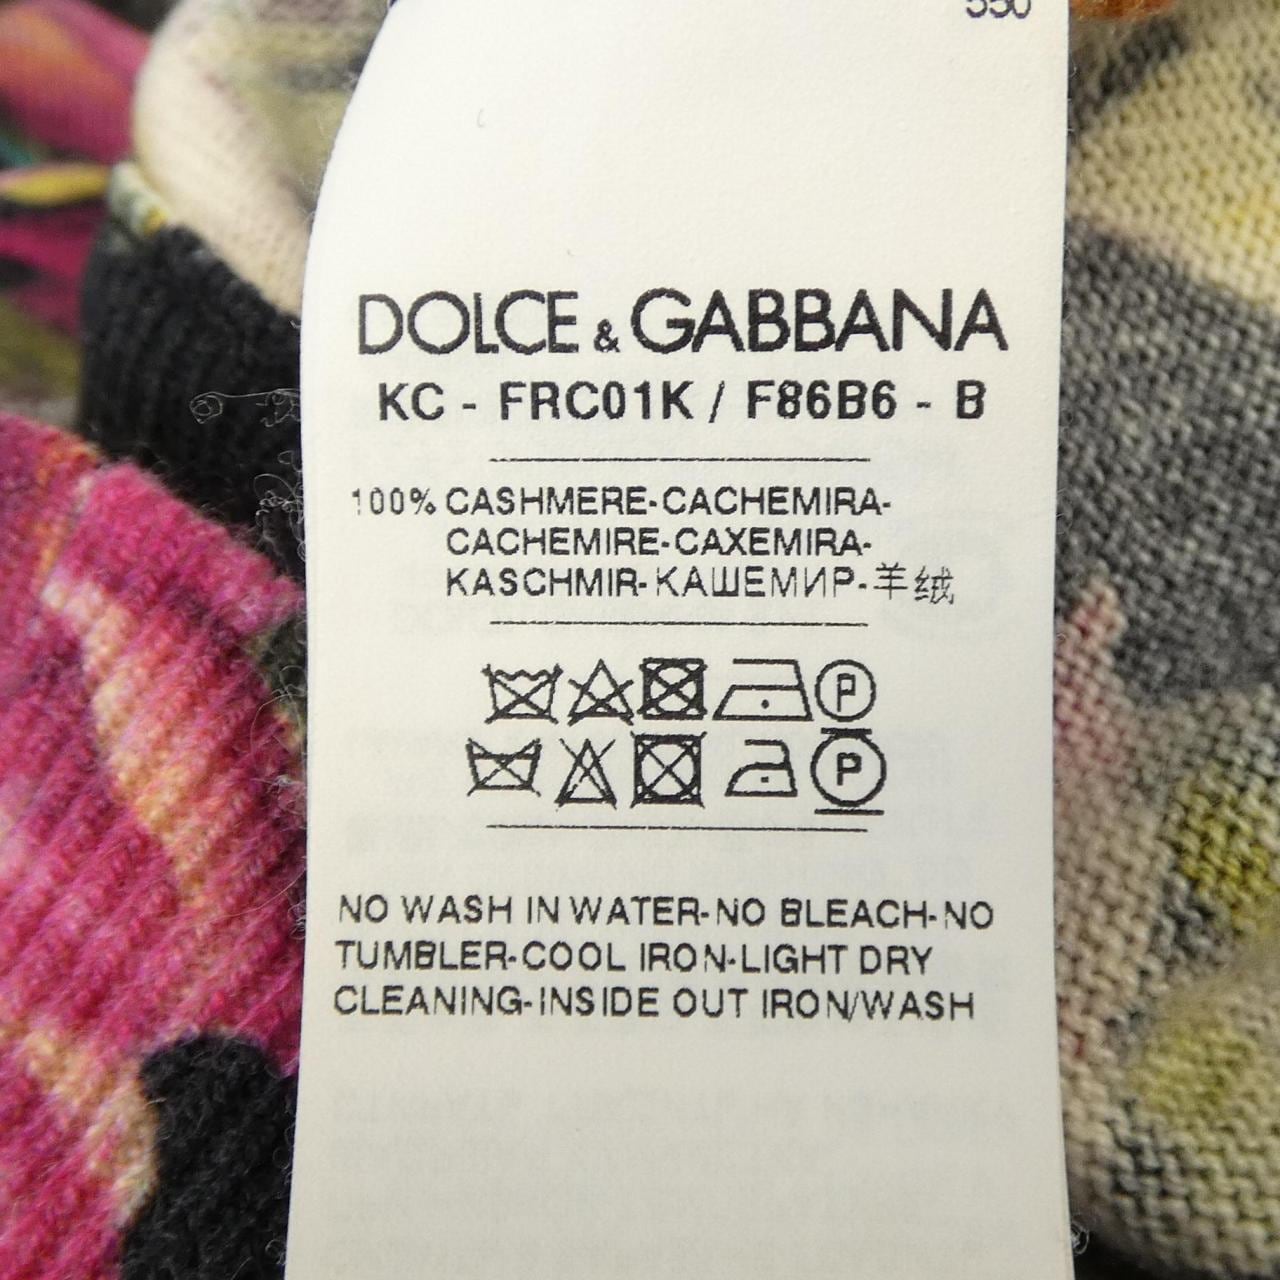 550
DOLCE & GABBANA
KC - FRC01K / F86B6 - B
100% CASHMERE-CACHEMIRA-
CACHEMIRE-CAXEMIRA-
KASCHMIR-КАШЕМИР-羊绒
P
P
NO WASH IN WATER-NO BLEACH-NO
TUMBLER-COOL IRON-LIGHT DRY
CLEANING-INSIDE OUT IRON/WASH